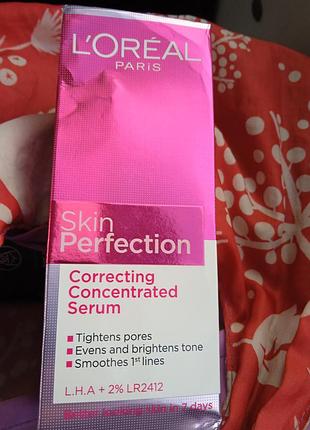 L'ORÉAL
PARIS
Skin
Perfection
Correcting
Concentrated
Serum
Tightens pores
Evens and brightens tone
Smoothes 1st lines
L.H.A + 2% LR2412
Better looking skin in 7 days